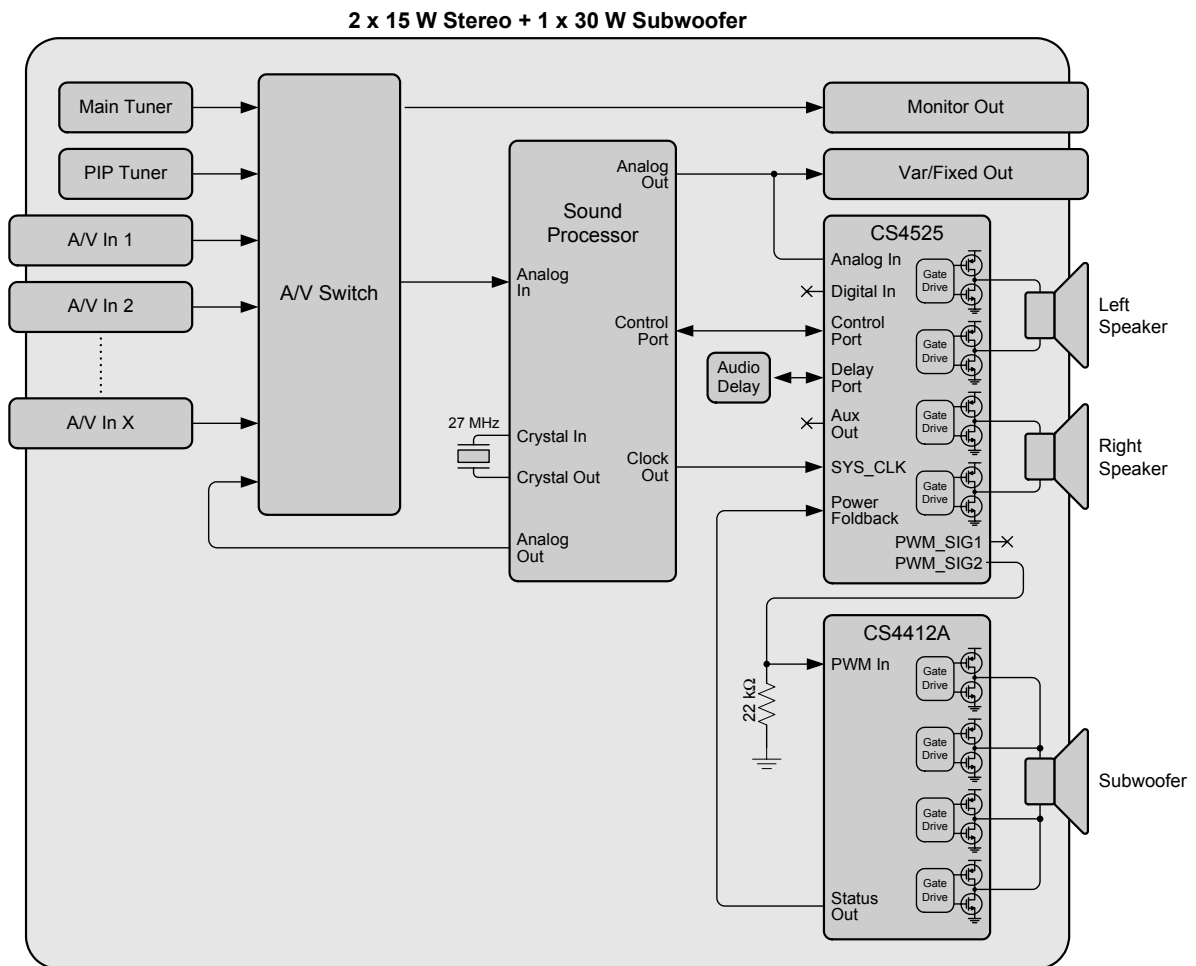 2 x 15 W Stereo + 1 x 30 W Subwoofer
Main Tuner
PIP Tuner
A/V In 1
A/V In 2
A/V In X
A/V Switch
Sound
Processor
Analog
Out
Analog
In
Control
Port
27 MHz
Crystal In
Crystal Out
Clock
Out
Analog
Out
Monitor Out
Var/Fixed Out
CS4525
Analog In
Digital In
Control
Port
Audio
Delay
Delay
Port
Aux
Out
SYS_CLK
Power
Foldback
PWM_SIG1
PWM_SIG2
Gate
Drive
Gate
Drive
Gate
Drive
Gate
Drive
Left
Speaker
Right
Speaker
CS4412A
PWM In
22 kΩ
Gate
Drive
Gate
Drive
Gate
Drive
Gate
Drive
Status
Out
Subwoofer